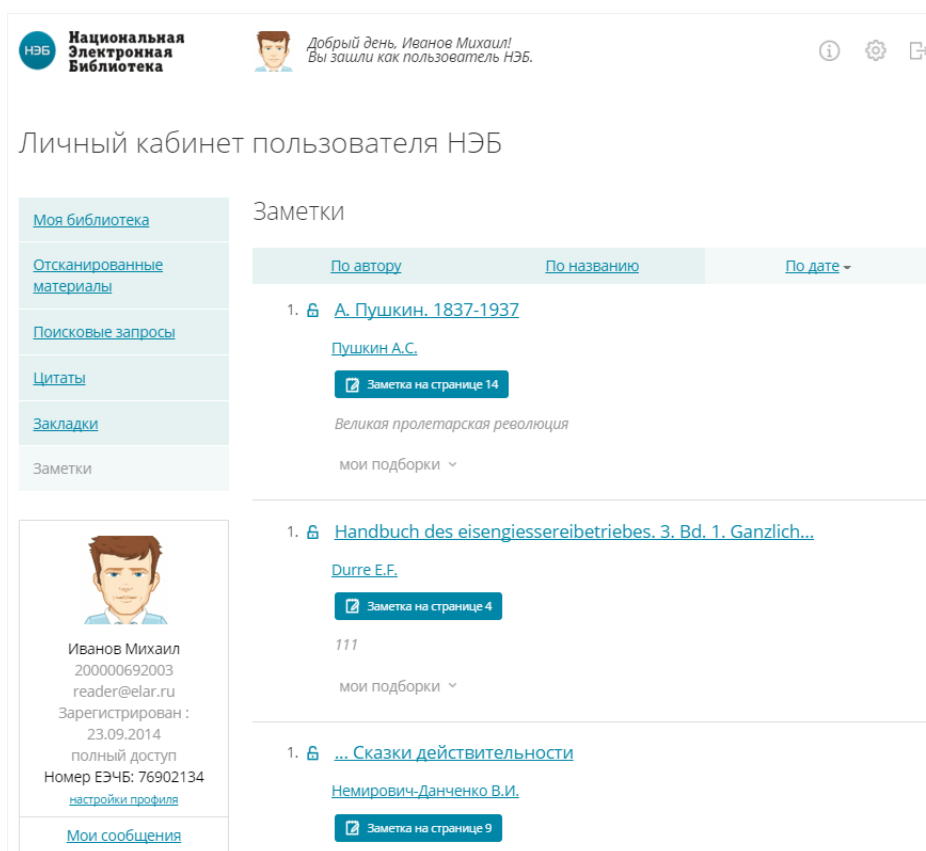 НЭБ
Национальная
Электронная
Библиотека
Добрый день, Иванов Михаил!
Вы зашли как пользователь НЭБ.
Личный кабинет пользователя НЭБ
Моя библиотека
Отсканированные
материалы
Поисковые запросы
Цитаты
Закладки
Заметки
Иванов Михаил
200000692003
reader@elar.ru
Зарегистрирован :
23.09.2014
полный доступ
Номер ЕЭЧБ: 76902134
настройки профиля
Мои сообщения
Заметки
По автору По названию По дате
1. А. Пушкин. 1837-1937
Пушкин А.С.
Заметка на странице 14
Великая пролетарская революция
мои подборки
1. Handbuch des eisengiessereibetriebes. 3. Bd. 1. Ganzlich...
Durre E.F.
Заметка на странице 4
111
мои подборки
1. ... Сказки действительности
Немирович-Данченко В.И.
Заметка на странице 9